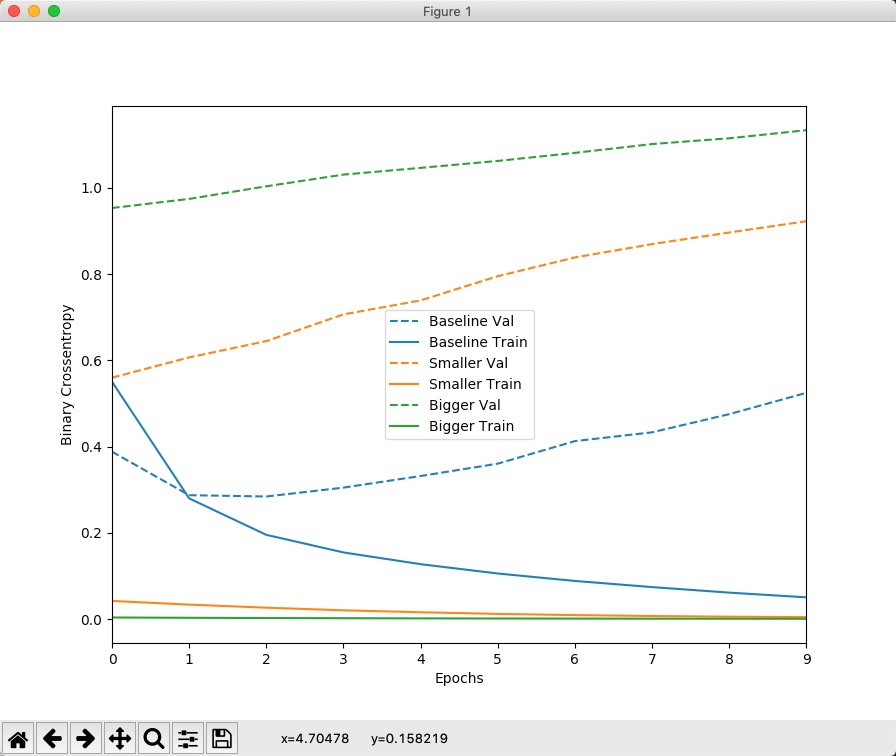 Figure 1
1.0
0.8
0.6
0.4
0.2
0.0
Binary Crossentropy
Baseline Val
Baseline Train
Smaller Val
Smaller Train
Bigger Val
Bigger Train
0 1 2 3 4 5 6 7 8 9
Epochs
x=4.70478 y=0.158219